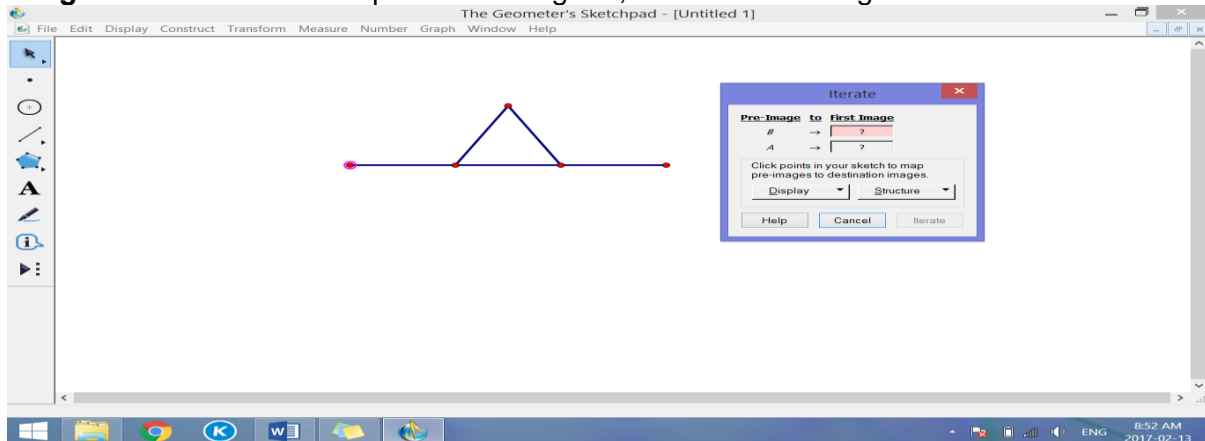 The Geometer's Sketchpad - [Untitled 1]
File Edit Display Construct Transform Measure Number Graph Window Help
A
Iterate
Pre-Image to First Image
B → ?
A → ?
Click points in your sketch to map
pre-images to destination images.
Display Structure
Help Cancel Iterate
K W
ENG 8:52 AM
2017-02-13